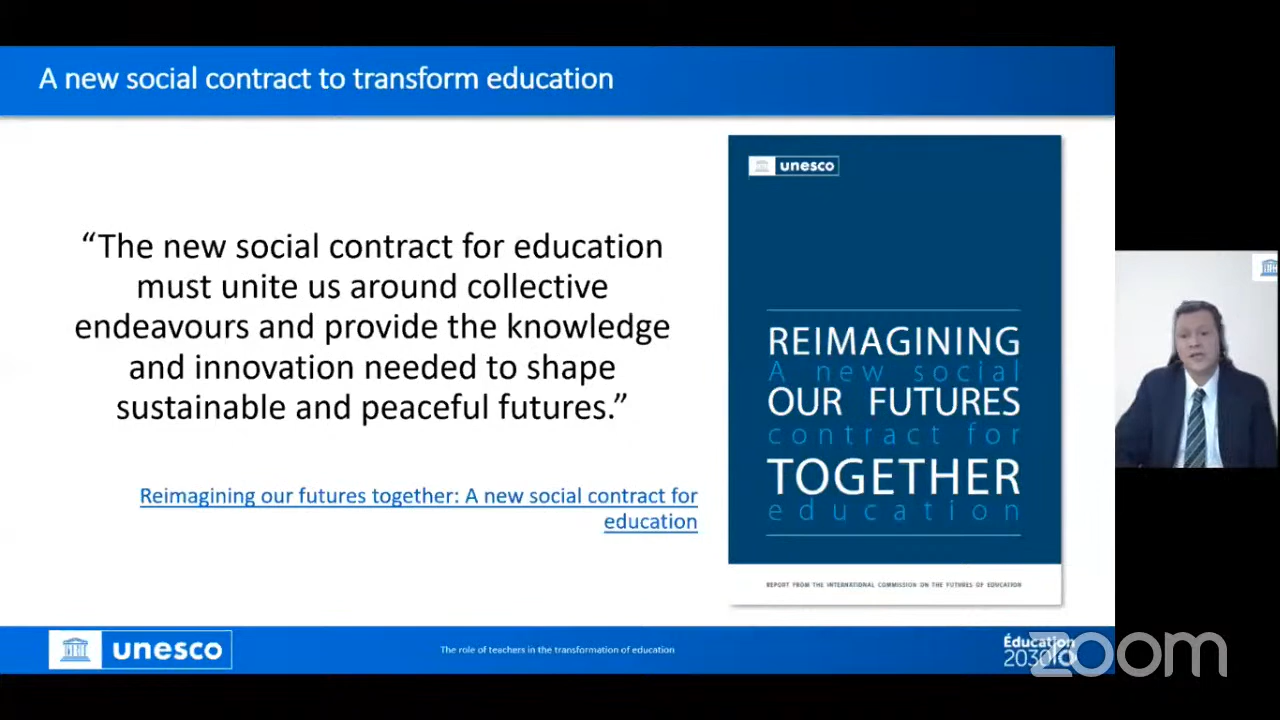 A new social contract to transform education
“The new social contract for education
must unite us around collective
endeavours and provide the knowledge
and innovation needed to shape
sustainable and peaceful futures.”
Reimagining our futures together: A new social contract for
education
unesco
REIMAGINING
A new social
OUR FUTURES
contract for
TOGETHER
education
REPORT FROM THE INTERNATIONAL COMMISSION ON THE FUTURES OF EDUCATION
unesco
The role of teachers in the transformation of education
Éducation
2030
zoom